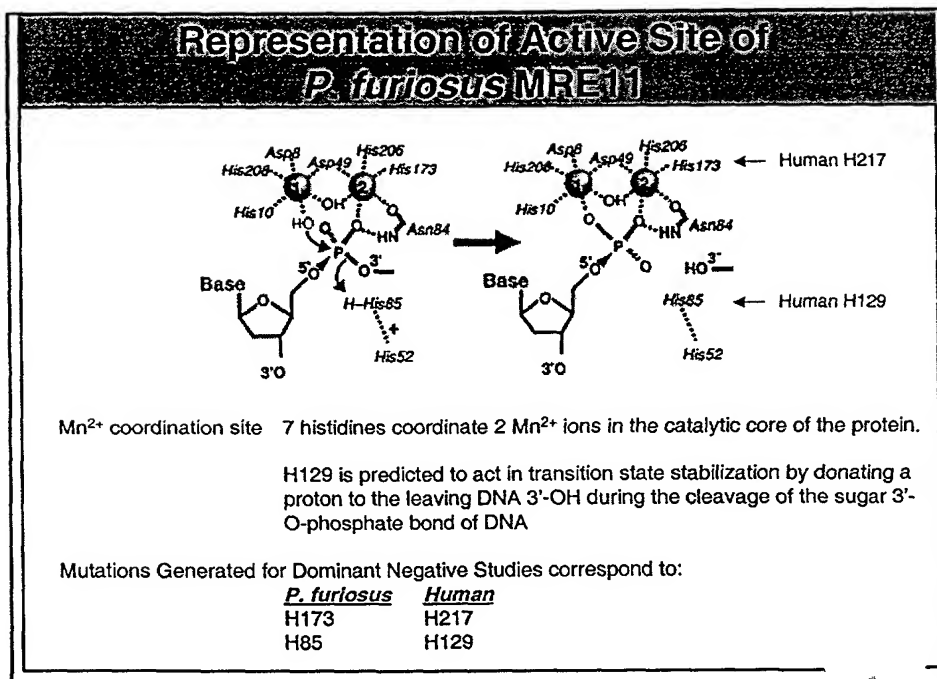 Representation of Active Site of
P. furiosus MRE11
Asp8
His208
Asp49
His206
His173
1
2
His10
OH
HO
O
O
O
HN
Asn84
P
5'
O
O
3'
Base
O
H-His85
+
His52
3'O
Asp8
His208
Asp49
His206
His173
← Human H217
1
2
His10
OH
O
O
O
HN
Asn84
P
5'
O
O
HO
3'
Base
O
His85
← Human H129
His52
3'O
Mn²⁺ coordination site 7 histidines coordinate 2 Mn²⁺ ions in the catalytic core of the protein.
H129 is predicted to act in transition state stabilization by donating a
proton to the leaving DNA 3'-OH during the cleavage of the sugar 3'-
O-phosphate bond of DNA
Mutations Generated for Dominant Negative Studies correspond to:
P. furiosus Human
H173 H217
H85 H129